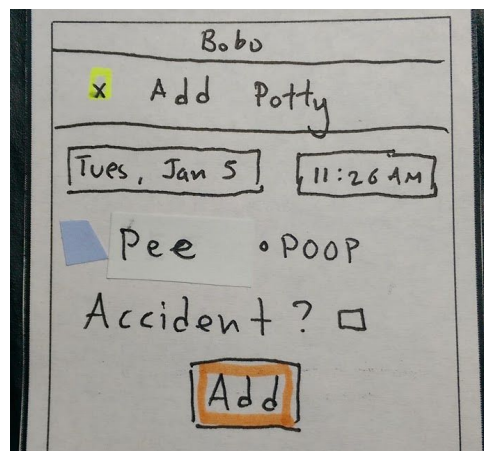 Bobo
x Add Potty
Tues, Jan 5 11:26 AM
Pee • POOP
Accident?
Add